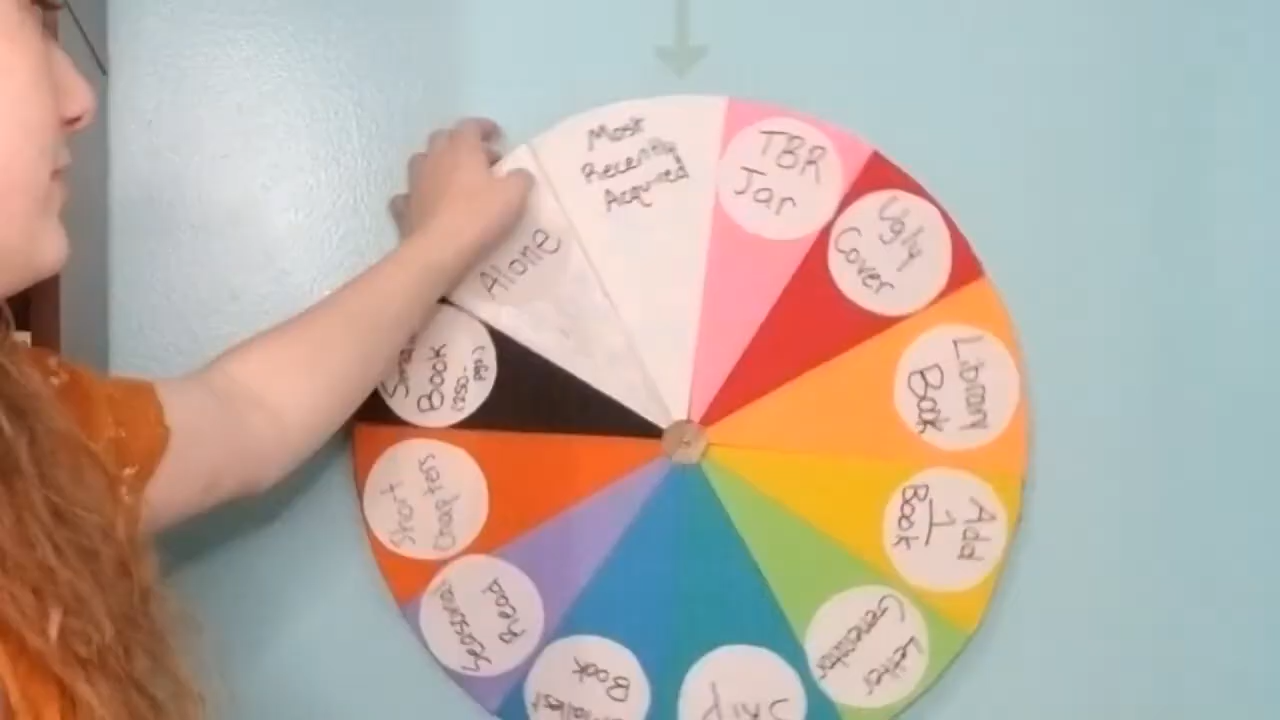 Most
Recently
Acquired
TBR
Jar
Ugly
Cover
Library
Book
Add
1
Book
Letter
Generator
Book
Seasonal
Read
Short
Chapters
Book
(250-
Alone